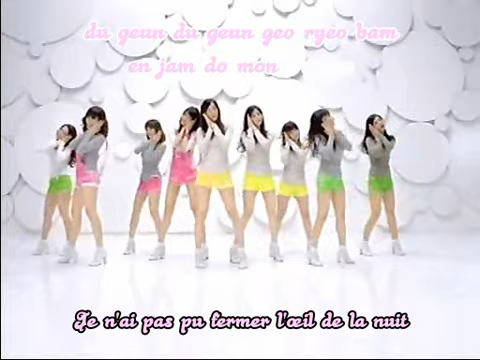 du geun du geun geo ryeo bam
en jam do mon
Je n'ai pas pu fermer l'œil de la nuit